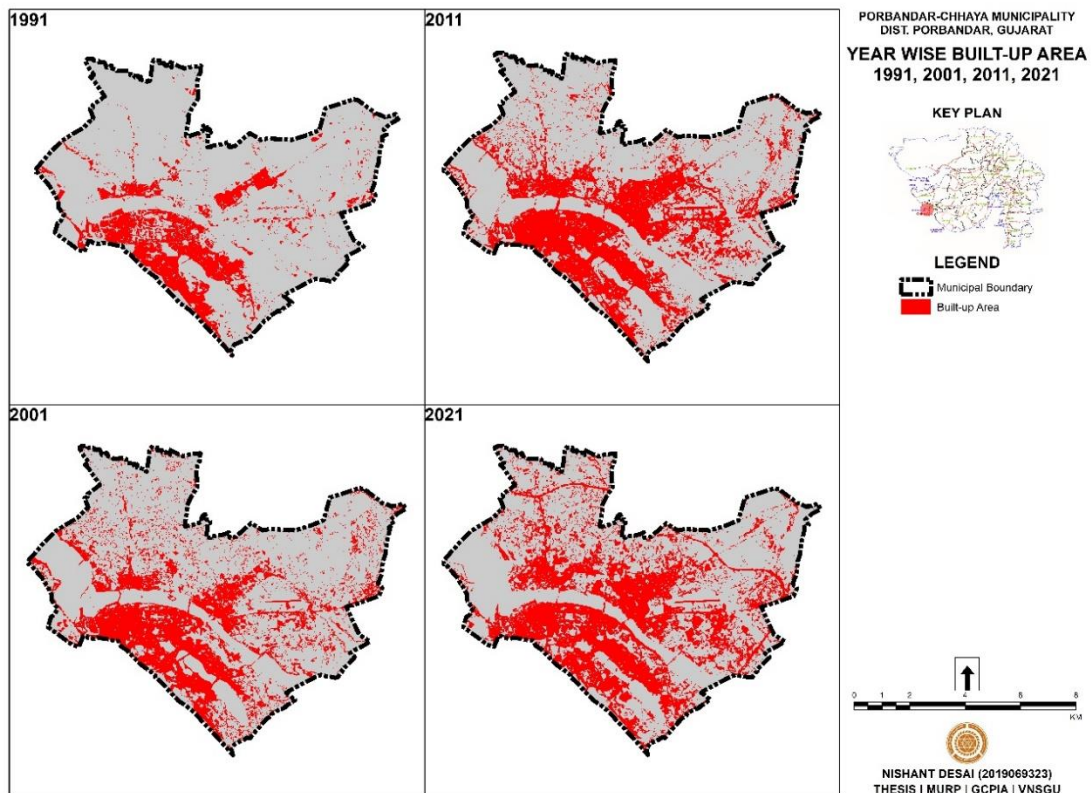 1991
2011
2001
2021
PORBANDAR-CHHAYA MUNICIPALITY
DIST. PORBANDAR, GUJARAT
YEAR WISE BUILT-UP AREA
1991, 2001, 2011, 2021
KEY PLAN
LEGEND
Municipal Boundary
Built-up Area
0 1 2 4 6 8
KM
NISHANT DESAI (2019069323)
THESIS | MURP | GCPIA | VNSGU